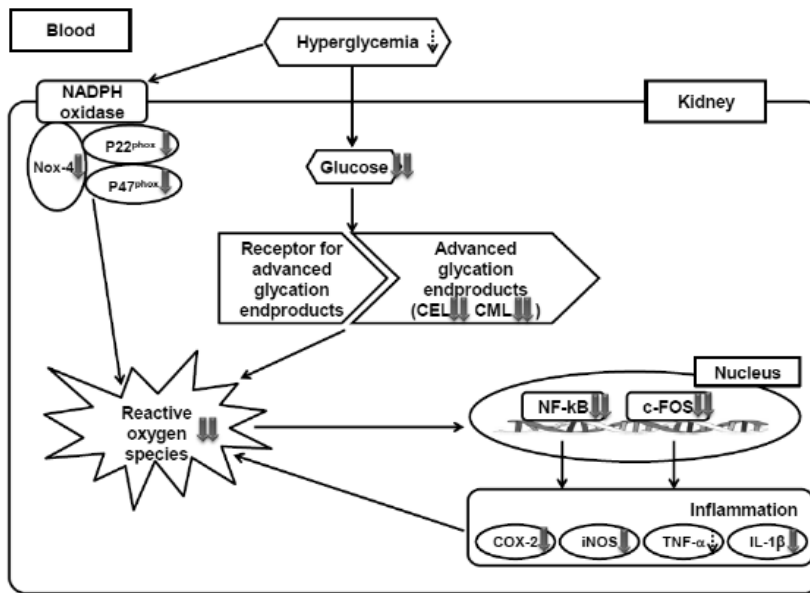 Blood
Hyperglycemia
NADPH
oxidase
Kidney
Nox-4
P22phox
P47phox
Glucose
Receptor for
advanced
glycation
endproducts
Advanced
glycation
endproducts
(CEL CML )
Reactive
oxygen
species
Nucleus
NF-kB
c-FOS
Inflammation
COX-2
iNOS
TNF-α
IL-1β